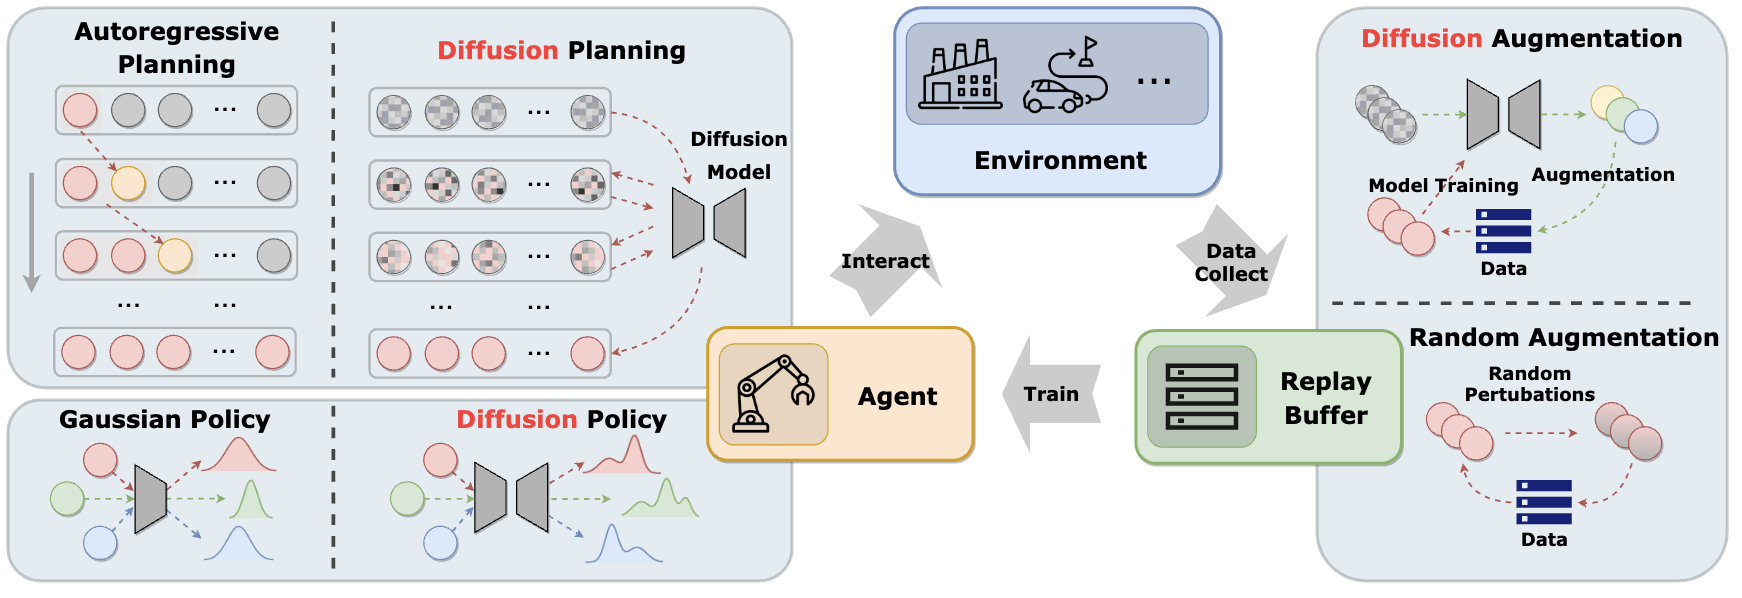 Autoregressive
Planning
...
...
...
... ...
...
Diffusion Planning
...
...
...
... ...
...
Diffusion
Model
Gaussian Policy
Diffusion Policy
...
Environment
Interact
Data
Collect
Train
Agent
Replay
Buffer
Diffusion Augmentation
Model Training
Augmentation
Data
Random Augmentation
Random
Pertubations
Data